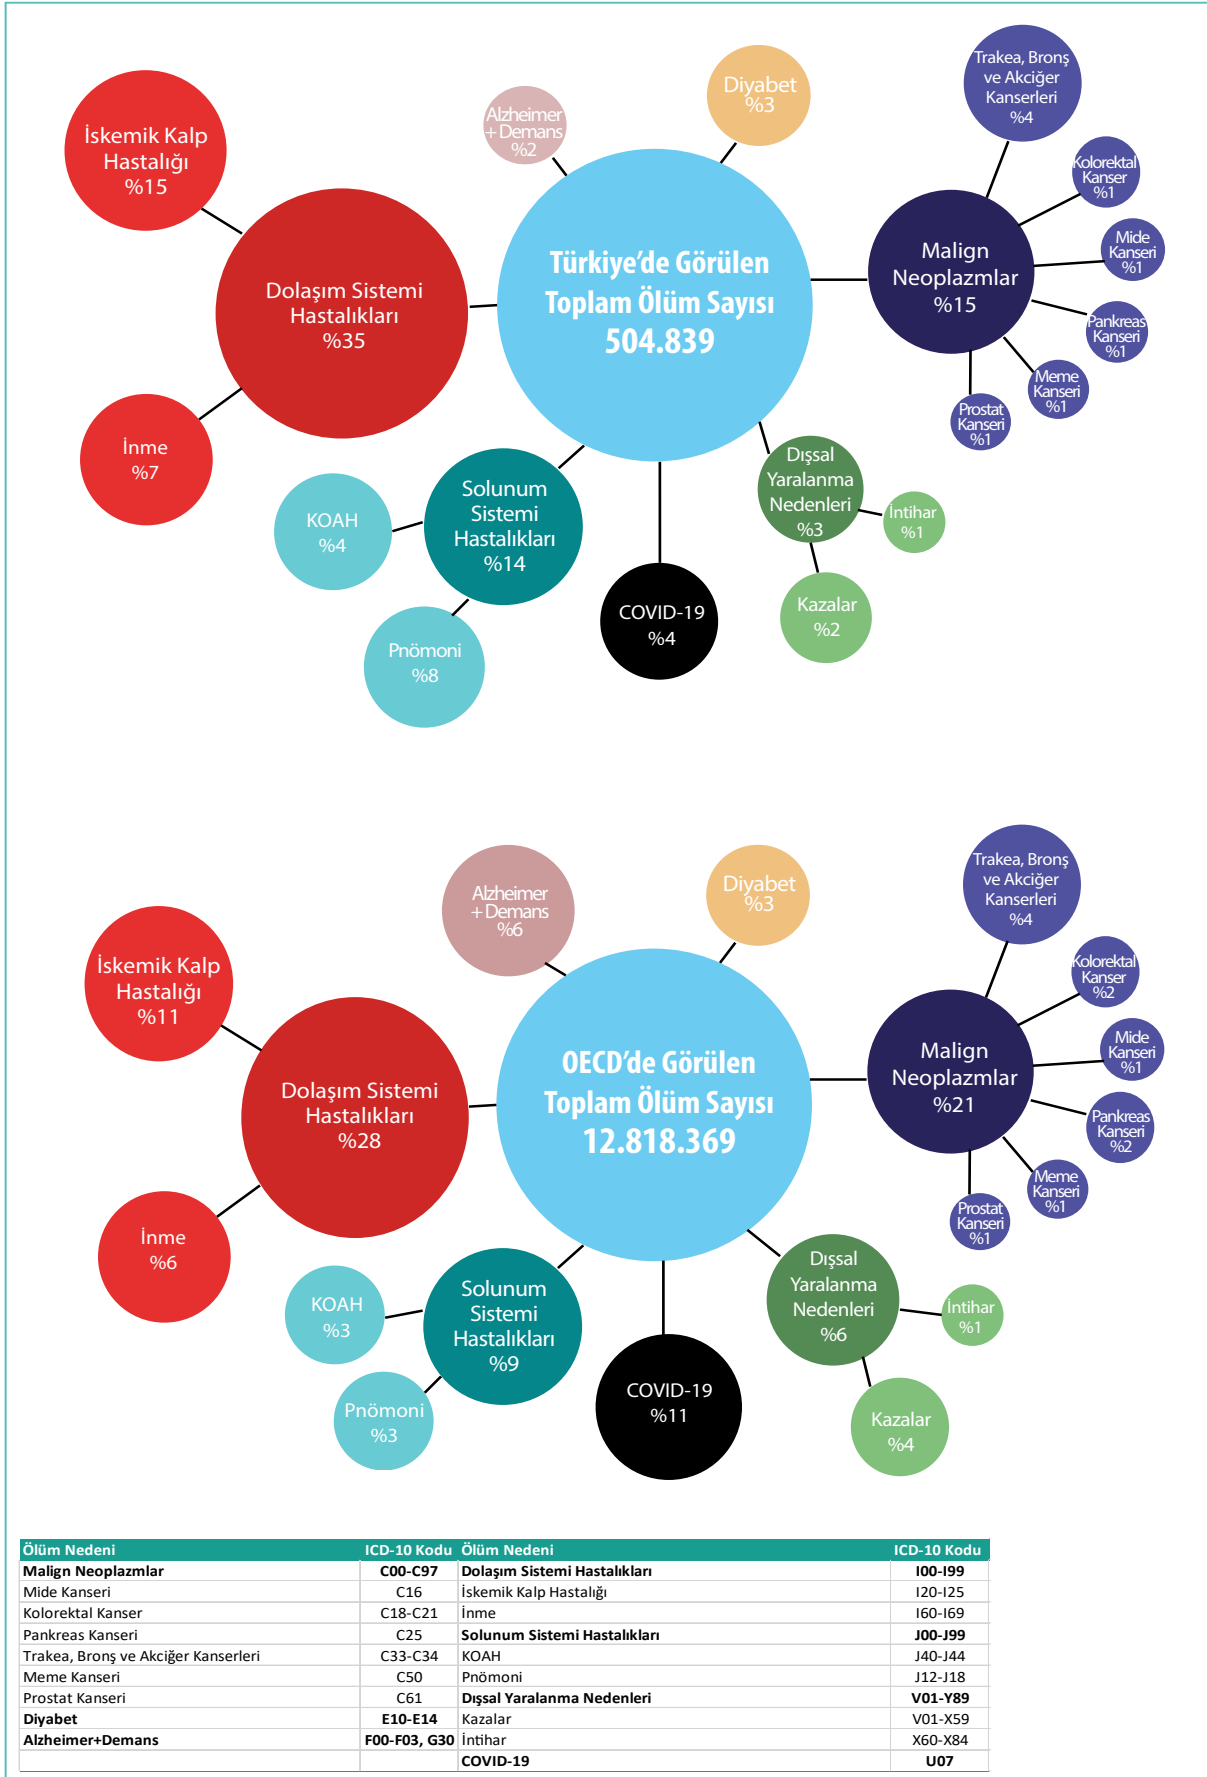 İskemik Kalp
Hastalığı
%15
Alzheimer
+ Demans
%2
Diyabet
%3
Trakea, Bronş
ve Akciğer
Kanserleri
%4
Kolorektal
Kanser
%1
Mide
Kanseri
%1
Pankreas
Kanseri
%1
Meme
Kanseri
%1
Prostat
Kanseri
%1
Malign
Neoplazmlar
%15
Türkiye’de Görülen
Toplam Ölüm Sayısı
504.839
Dolaşım Sistemi
Hastalıkları
%35
İnme
%7
KOAH
%4
Solunum
Sistemi
Hastalıkları
%14
Pnömoni
%8
COVID-19
%4
Dışsal
Yaralanma
Nedenleri
%3
İntihar
%1
Kazalar
%2
İskemik Kalp
Hastalığı
%11
Alzheimer
+ Demans
%6
Diyabet
%3
Trakea, Bronş
ve Akciğer
Kanserleri
%4
Kolorektal
Kanser
%2
Mide
Kanseri
%1
Pankreas
Kanseri
%2
Meme
Kanseri
%1
Prostat
Kanseri
%1
Malign
Neoplazmlar
%21
OECD’de Görülen
Toplam Ölüm Sayısı
12.818.369
Dolaşım Sistemi
Hastalıkları
%28
İnme
%6
KOAH
%3
Solunum
Sistemi
Hastalıkları
%9
Pnömoni
%3
COVID-19
%11
Dışsal
Yaralanma
Nedenleri
%6
İntihar
%1
Kazalar
%4
Ölüm Nedeni ICD-10 Kodu Ölüm Nedeni ICD-10 Kodu
Malign Neoplazmlar C00-C97 Dolaşım Sistemi Hastalıkları I00-I99
Mide Kanseri C16 İskemik Kalp Hastalığı I20-I25
Kolorektal Kanser C18-C21 İnme I60-I69
Pankreas Kanseri C25 Solunum Sistemi Hastalıkları J00-J99
Trakea, Bronş ve Akciğer Kanserleri C33-C34 KOAH J40-J44
Meme Kanseri C50 Pnömoni J12-J18
Prostat Kanseri C61 Dışsal Yaralanma Nedenleri V01-Y89
Diyabet E10-E14 Kazalar V01-X59
Alzheimer+Demans F00-F03, G30 İntihar X60-X84
COVID-19 U07